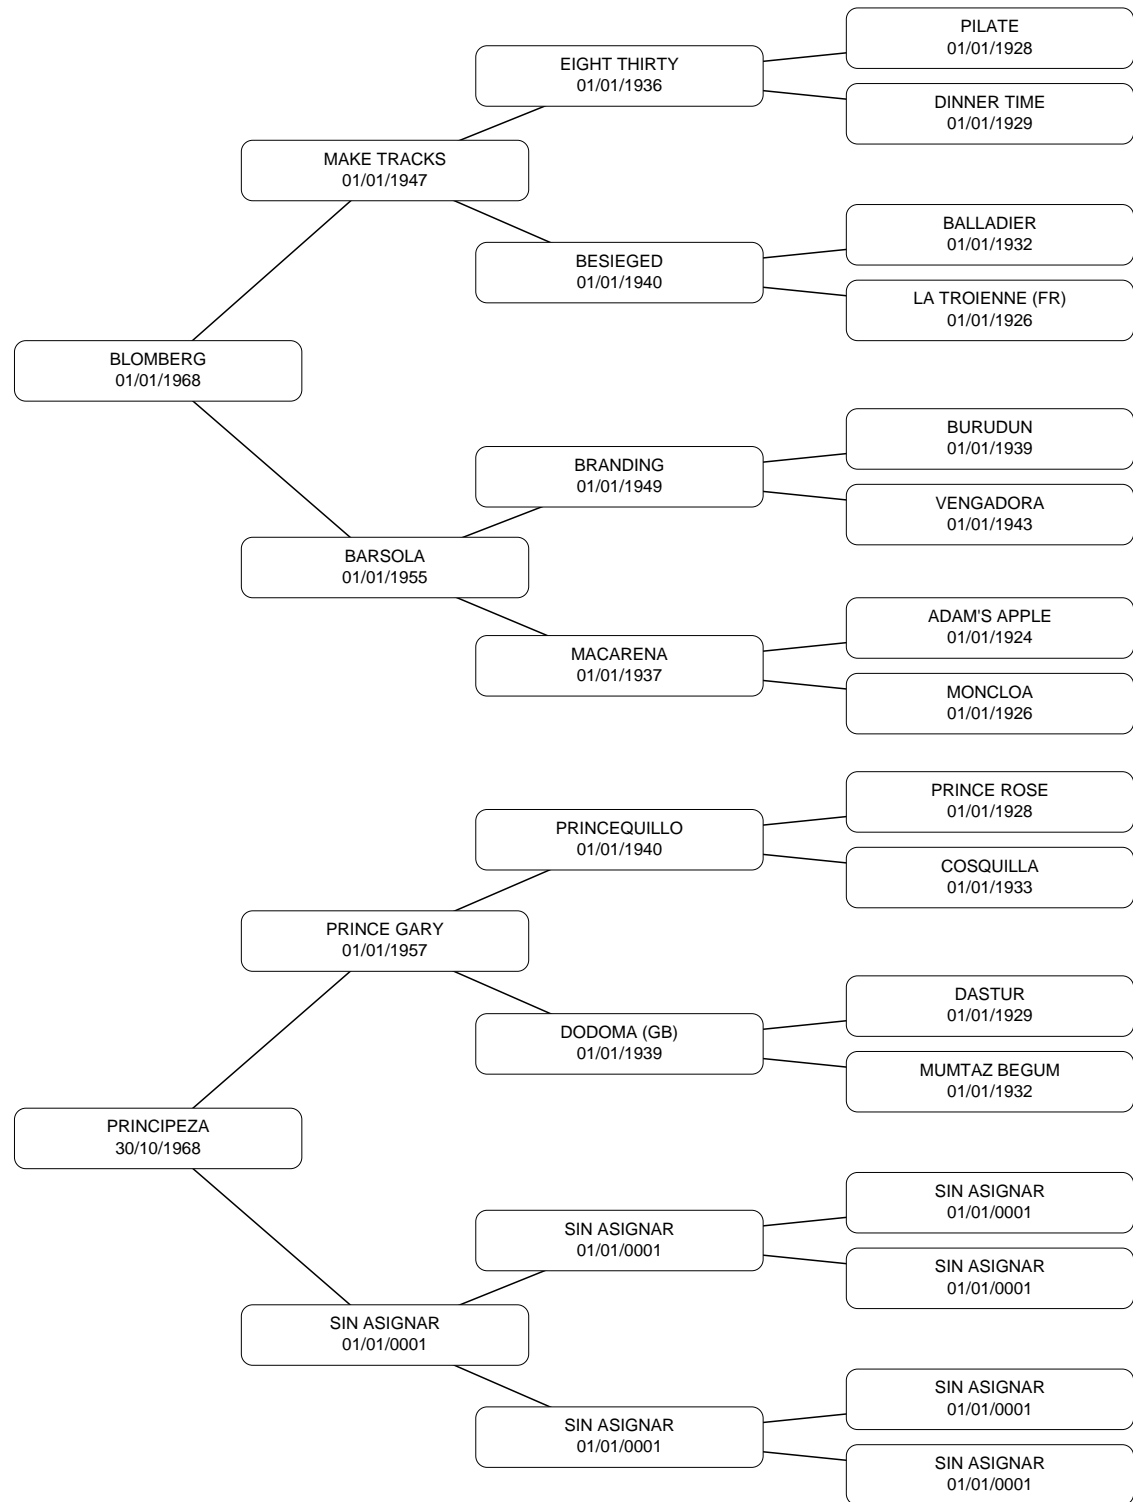 PILATE
01/01/1928
EIGHT THIRTY
01/01/1936
DINNER TIME
01/01/1929
MAKE TRACKS
01/01/1947
BALLADIER
01/01/1932
BESIEGED
01/01/1940
LA TROIENNE (FR)
01/01/1926
BLOMBERG
01/01/1968
BURUDUN
01/01/1939
BRANDING
01/01/1949
VENGADORA
01/01/1943
BARSOLA
01/01/1955
ADAM'S APPLE
01/01/1924
MACARENA
01/01/1937
MONCLOA
01/01/1926
PRINCE ROSE
01/01/1928
PRINCEQUILLO
01/01/1940
COSQUILLA
01/01/1933
PRINCE GARY
01/01/1957
DASTUR
01/01/1929
DODOMA (GB)
01/01/1939
MUMTAZ BEGUM
01/01/1932
PRINCIPEZA
30/10/1968
SIN ASIGNAR
01/01/0001
SIN ASIGNAR
01/01/0001
SIN ASIGNAR
01/01/0001
SIN ASIGNAR
01/01/0001
SIN ASIGNAR
01/01/0001
SIN ASIGNAR
01/01/0001
SIN ASIGNAR
01/01/0001